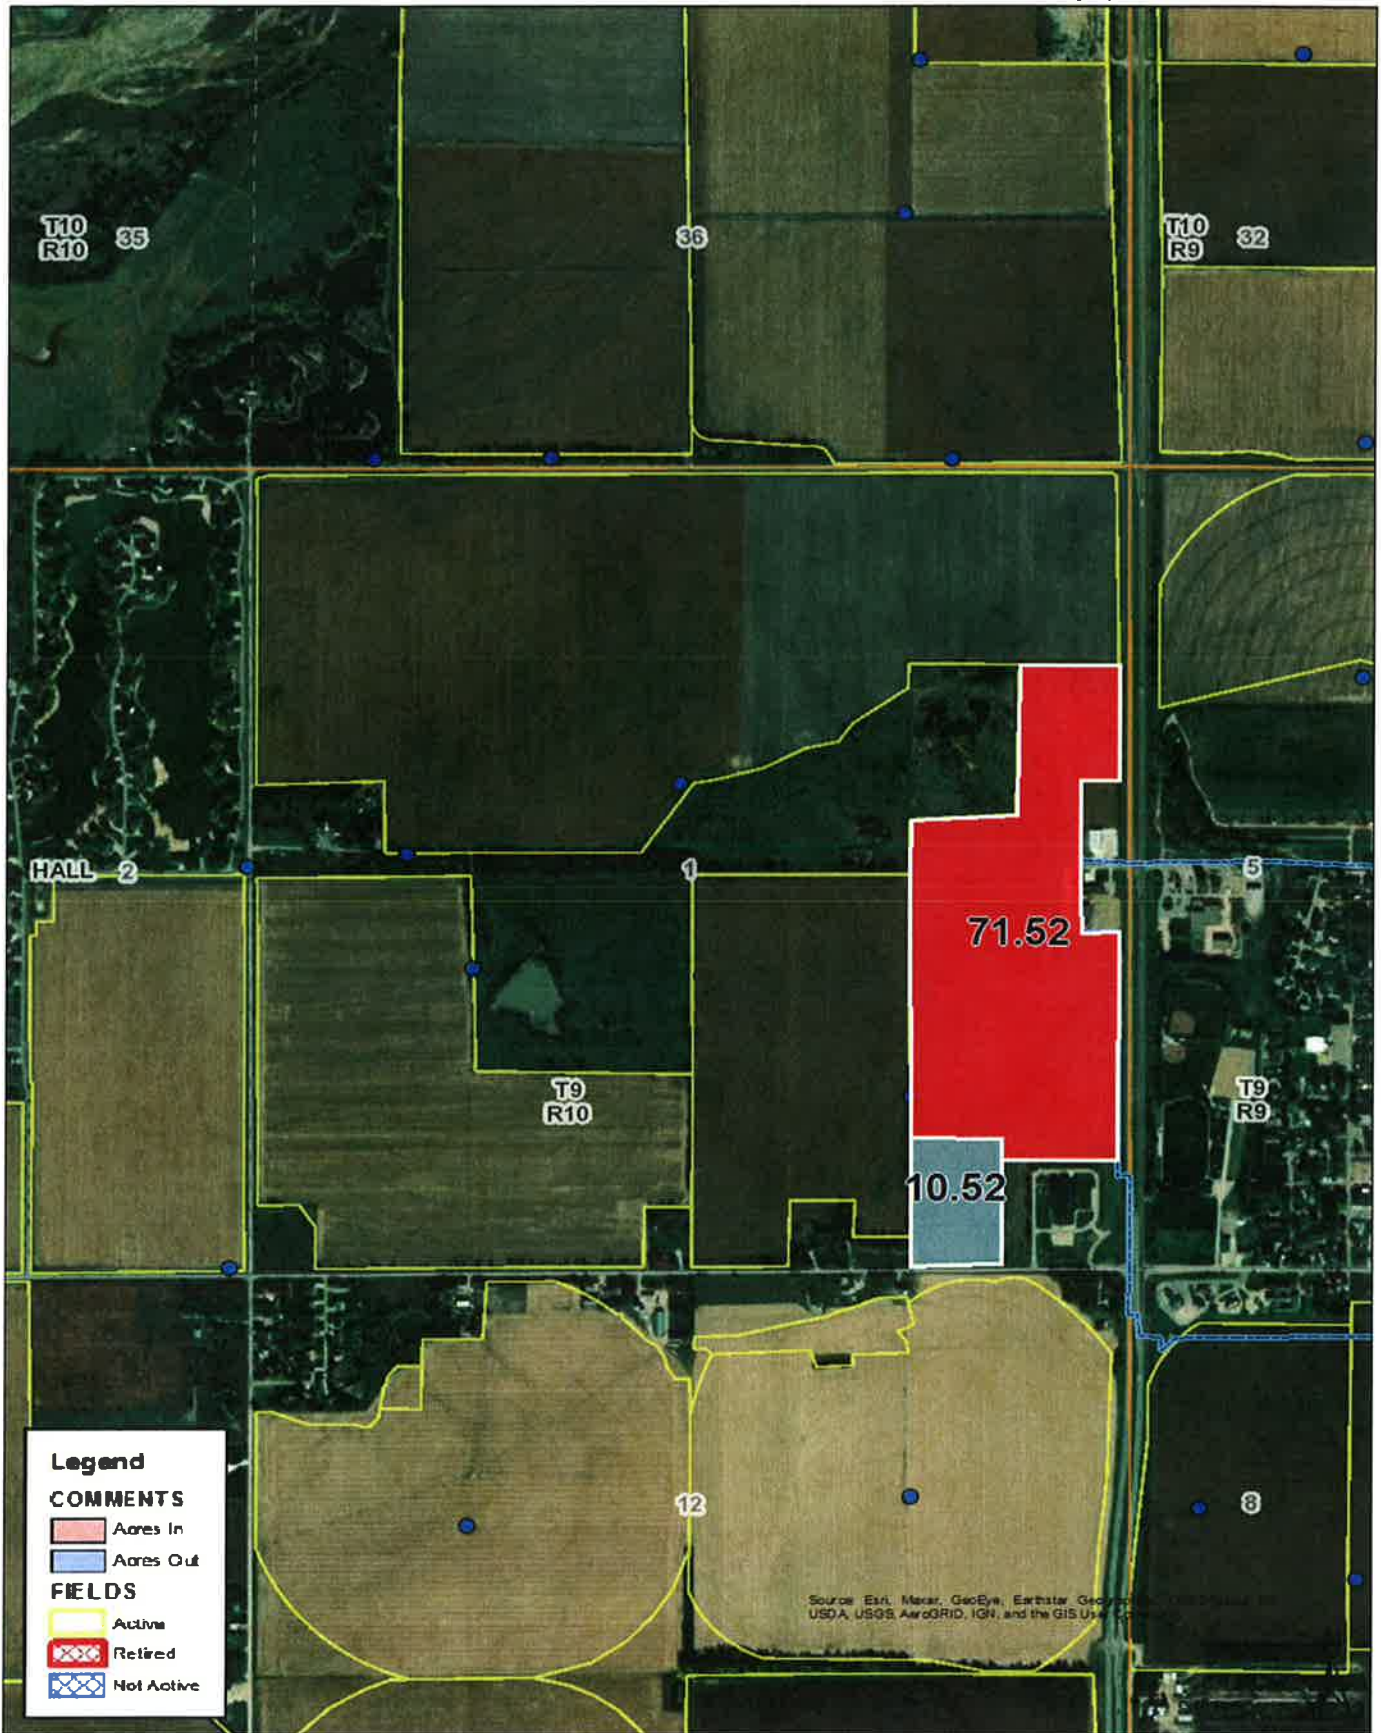 T10
R10
35
36
T10
R9
32
HALL
2
1
5
71.52
T9
R10
T9
R9
10.52
12
8
Legend
COMMENTS
Acres In
Acres Out
FIELDS
Active
Retired
Not Active
Source: Esri, Maxar, GeoEye, Earthstar
USDA, USGS, AeroGRID, IGN, and the GIS User